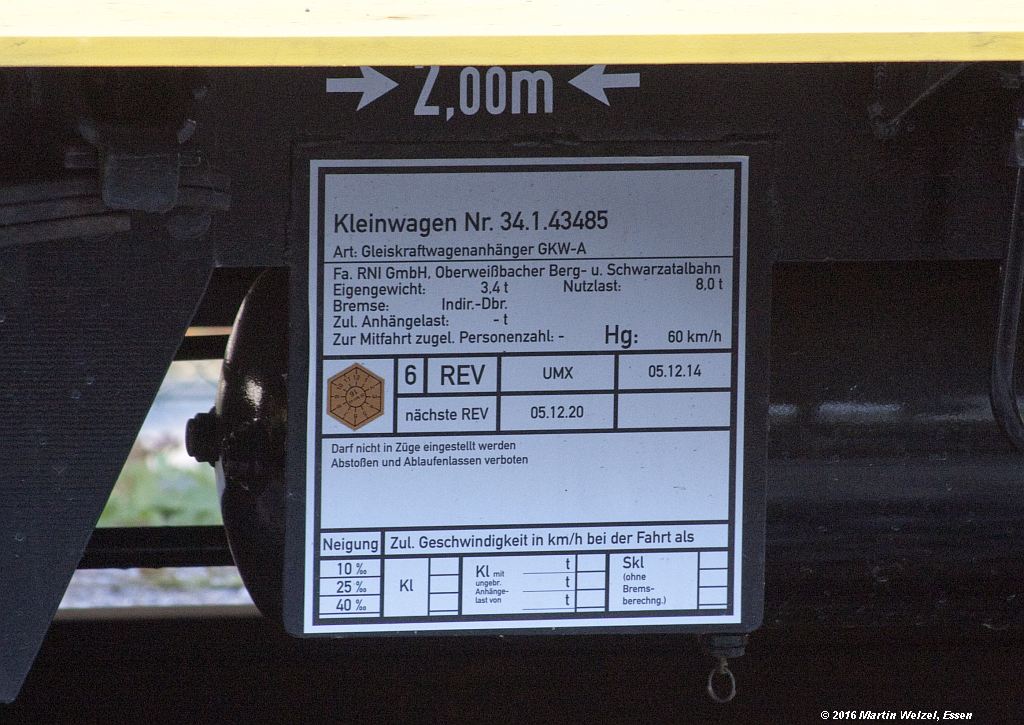 2,00m
Kleinwagen Nr. 34.1.43485
Art: Gleiskraftwagenanhänger GKW-A
Fa. RNI GmbH, Oberweißbacher Berg- u. Schwarzatalbahn
Eigengewicht: 3,4 t Nutzlast: 8,0 t
Bremse: Indir.-Dbr.
Zul. Anhängelast: - t
Zur Mitfahrt zugel. Personenzahl: - Hg: 60 km/h
6 REV UMX 05.12.14
nächste REV 05.12.20
Darf nicht in Züge eingestellt werden
Abstoßen und Ablaufenlassen verboten
Neigung Zul. Geschwindigkeit in km/h bei der Fahrt als
10 ‰
25 ‰
40 ‰
Kl
Kl mit
ungebr.
Anhänge-
last von
t
t
t
Skl
(ohne
Brems-
berechng.)
© 2016 Martin Welzel, Essen